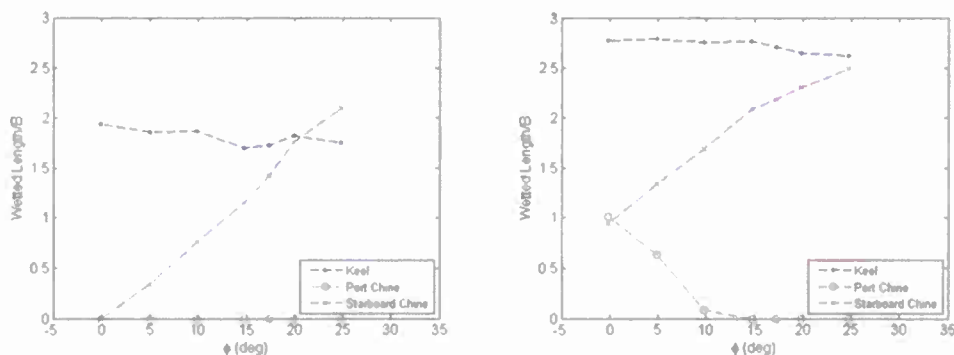 3
2 5
2
1 5
1
0 5
0
Wetted Length/B
-5 0 5 10 15 20 25 30 35
ϕ (deg)
Keel
Port Chine
Starboard Chine
3
2 5
2
1 5
1
0 5
0
Wetted Length/B
-5 0 5 10 15 20 25 30 35
ϕ (deg)
Keel
Port Chine
Starboard Chine